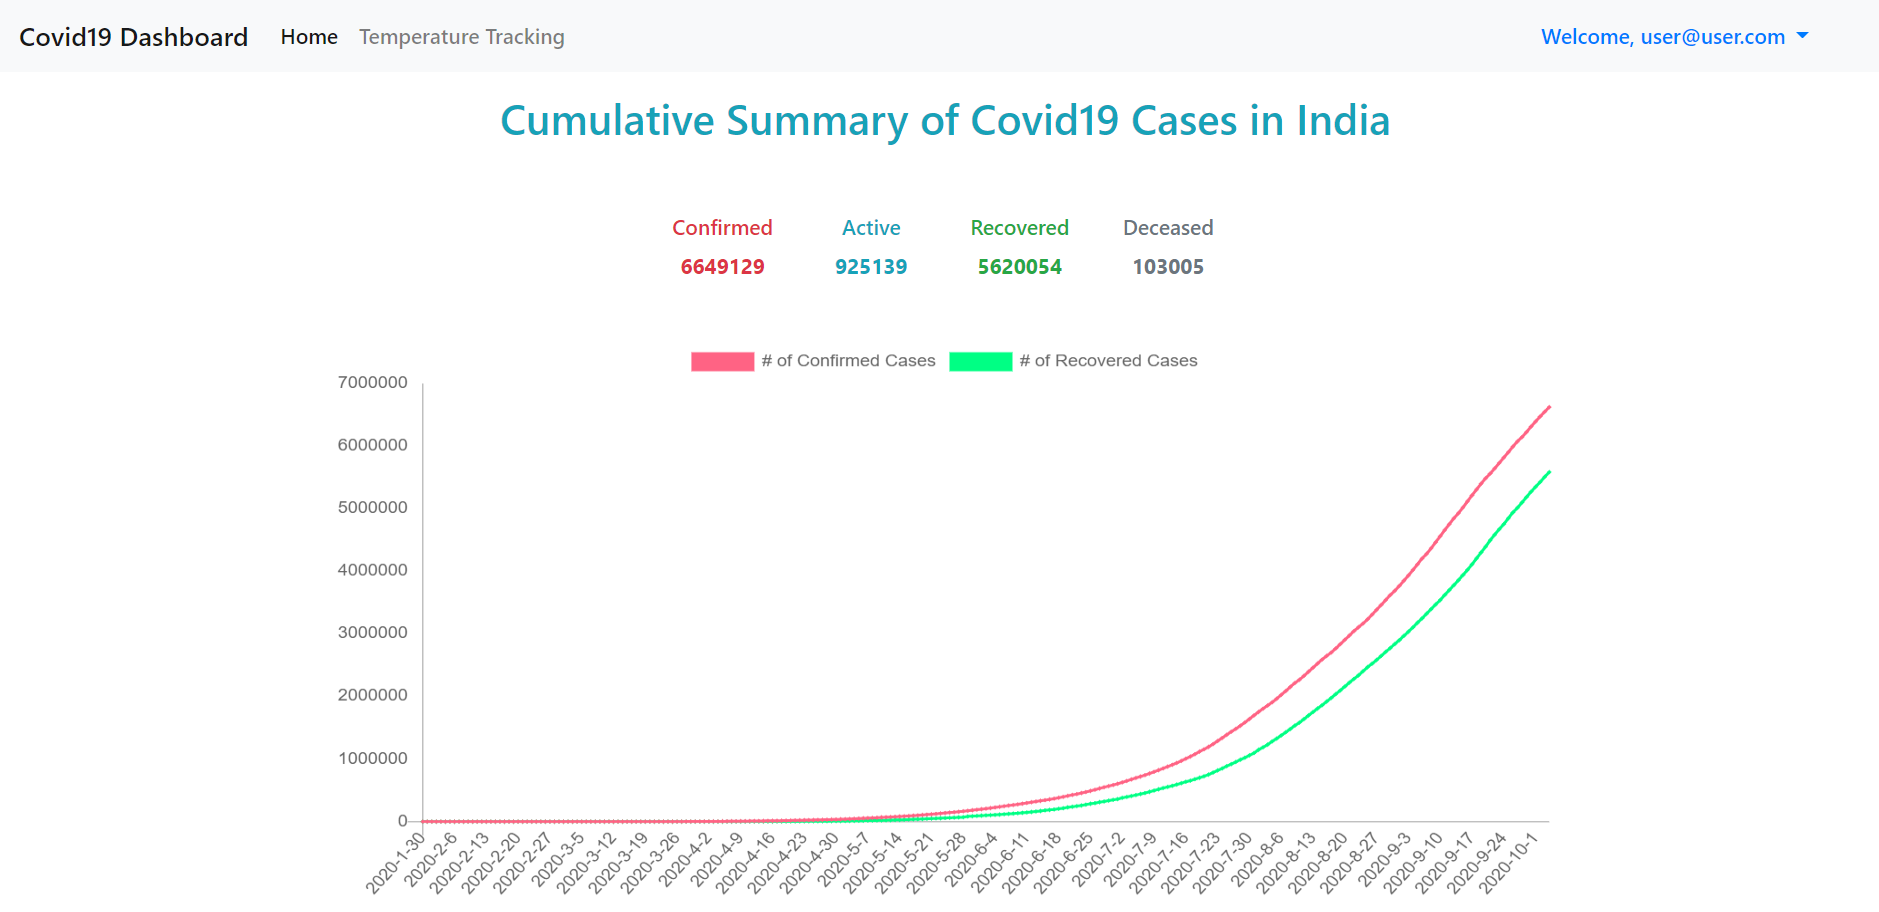 Covid19 Dashboard Home Temperature Tracking Welcome, user@user.com
Cumulative Summary of Covid19 Cases in India
Confirmed Active Recovered Deceased
6649129 925139 5620054 103005
# of Confirmed Cases # of Recovered Cases
7000000
6000000
5000000
4000000
3000000
2000000
1000000
0
2020-1-30 2020-2-6 2020-2-13 2020-2-20 2020-2-27 2020-3-5 2020-3-12 2020-3-19 2020-3-26 2020-4-2 2020-4-9 2020-4-16 2020-4-23 2020-4-30 2020-5-7 2020-5-14 2020-5-21 2020-5-28 2020-6-4 2020-6-11 2020-6-18 2020-6-25 2020-7-2 2020-7-9 2020-7-16 2020-7-23 2020-7-30 2020-8-6 2020-8-13 2020-8-20 2020-8-27 2020-9-3 2020-9-10 2020-9-17 2020-9-24 2020-10-1